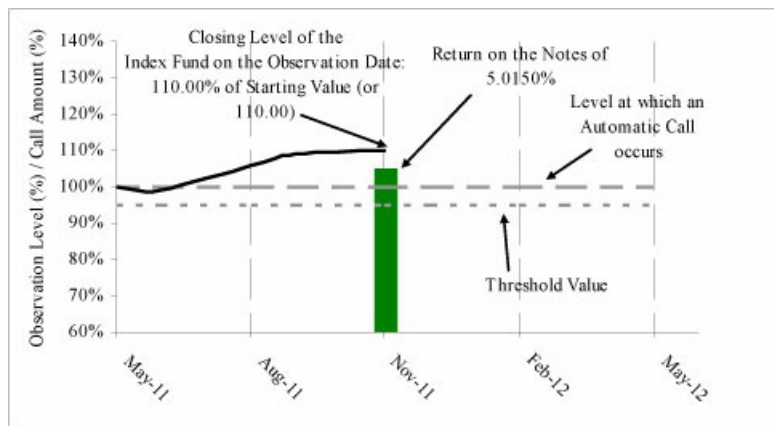 140%
130%
120%
110%
100%
90%
80%
70%
60%
Observation Level (%) / Call Amount (%)
Closing Level of the
Index Fund on the Observation Date:
110.00% of Starting Value (or
110.00)
Return on the Notes of
5.0150%
Level at which an
Automatic Call
occurs
Threshold Value
May-11
Aug-11
Nov-11
Feb-12
May-12